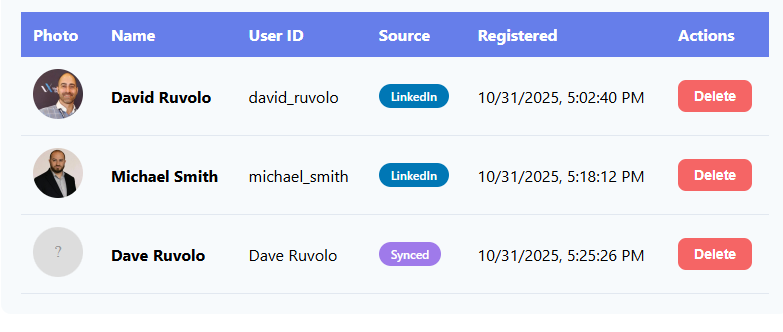 Photo Name User ID Source Registered Actions
David Ruvolo david_ruvolo LinkedIn 10/31/2025, 5:02:40 PM Delete
Michael Smith michael_smith LinkedIn 10/31/2025, 5:18:12 PM Delete
? Dave Ruvolo Dave Ruvolo Synced 10/31/2025, 5:25:26 PM Delete